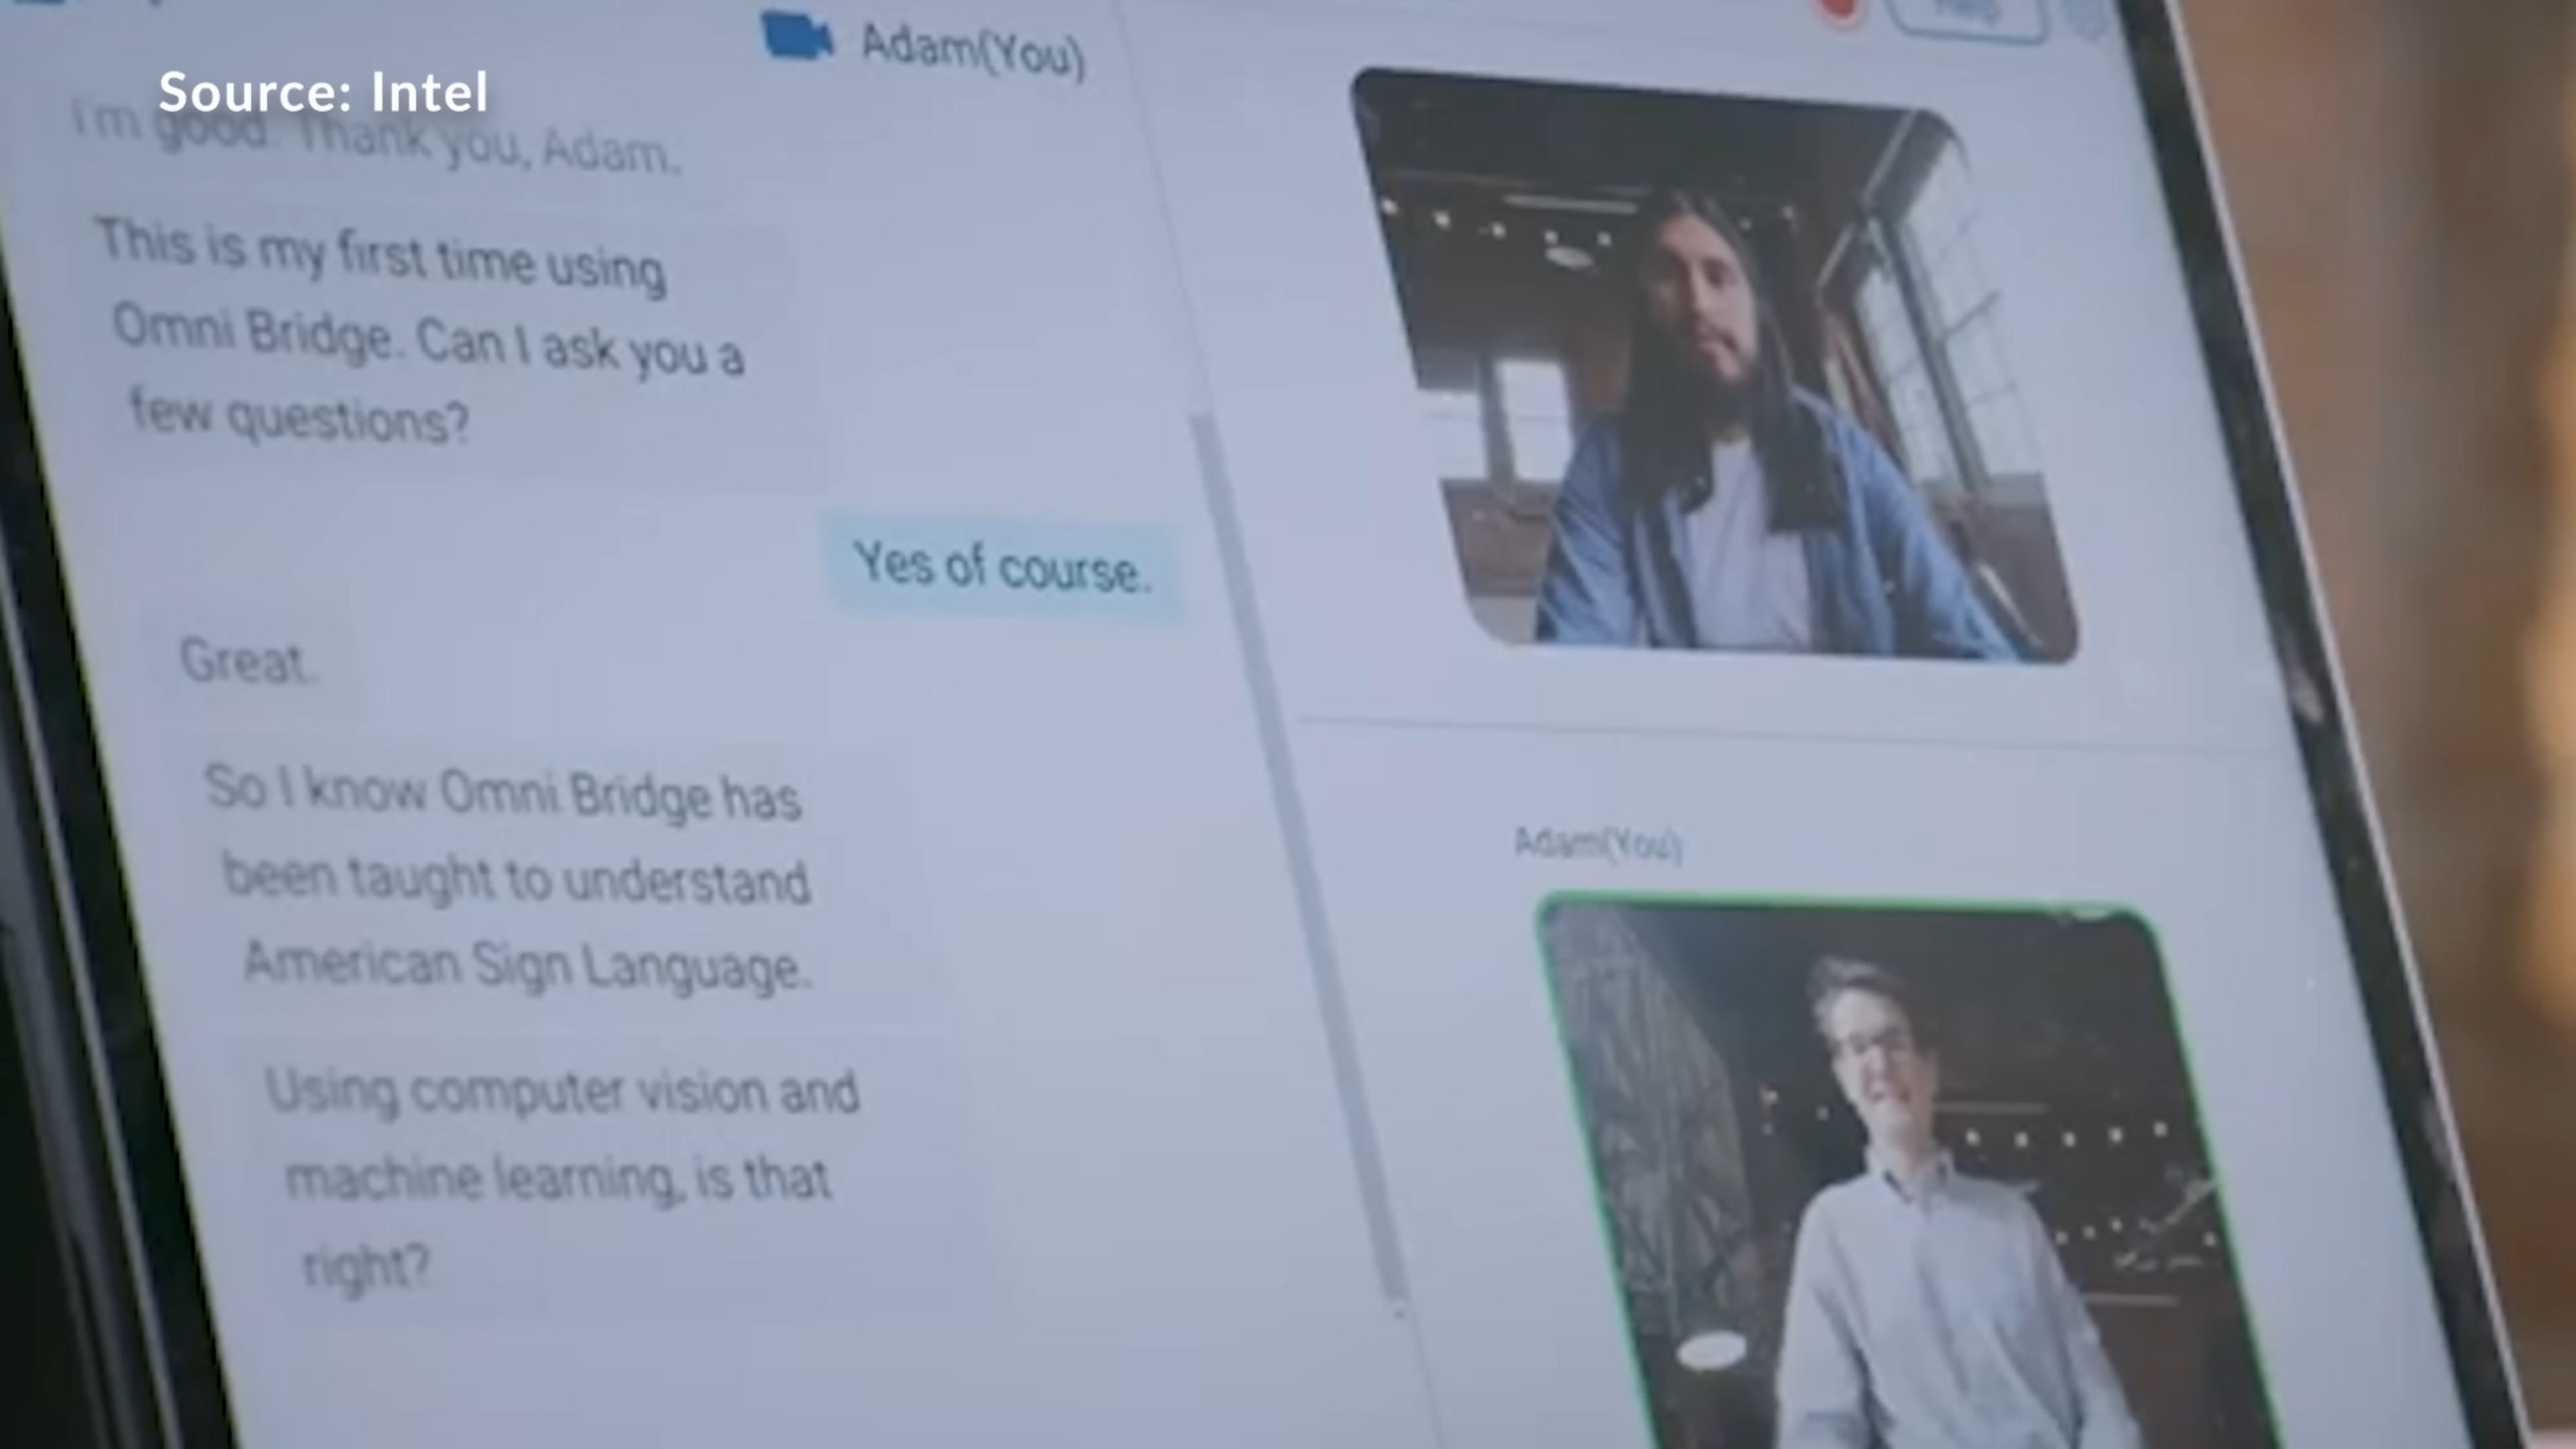 Source: Intel
Adam(You)
I'm good. Thank you, Adam.
This is my first time using
Omni Bridge. Can I ask you a
few questions?
Yes of course.
Great.
So I know Omni Bridge has
been taught to understand
American Sign Language.
Using computer vision and
machine learning, is that
right?
Adam(You)